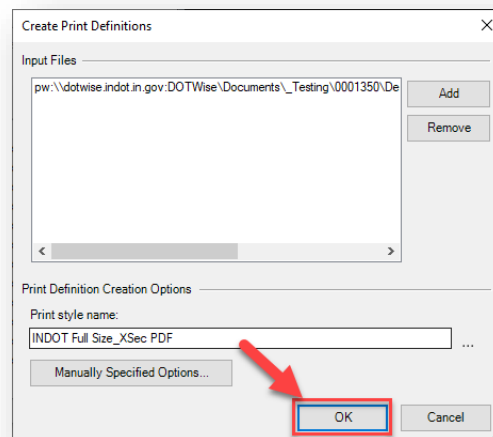 Create Print Definitions
Input Files
pw:\\dotwise.indot.in.gov:DOTWise\Documents\_Testing\0001350\De
Add
Remove
Print Definition Creation Options
Print style name:
INDOT Full Size_XSec PDF
...
Manually Specified Options...
OK
Cancel